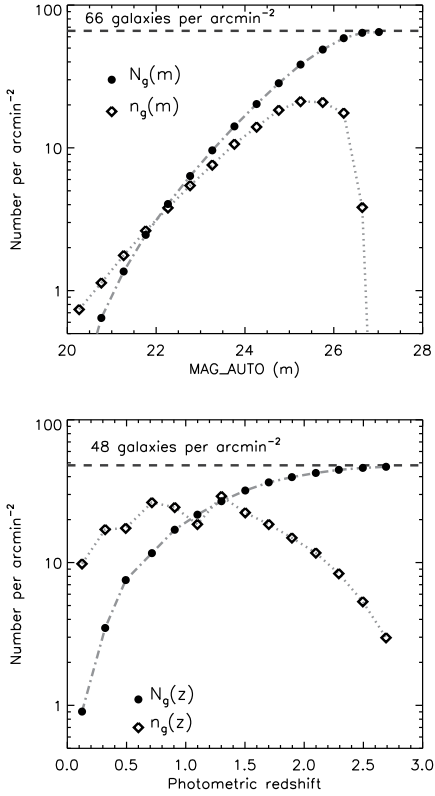 100
66 galaxies per arcmin⁻²
N_g(m)
n_g(m)
10
1
Number per arcmin⁻²
20 22 24 26 28
MAG_AUTO (m)
100
48 galaxies per arcmin⁻²
10
N_g(z)
n_g(z)
1
Number per arcmin⁻²
0.0 0.5 1.0 1.5 2.0 2.5 3.0
Photometric redshift